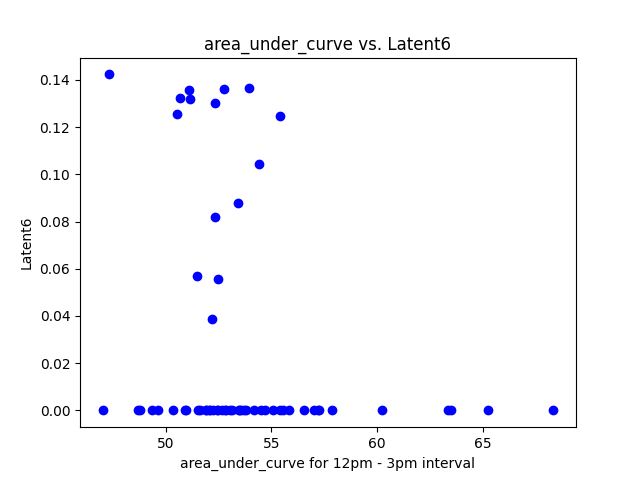 area_under_curve vs. Latent6
0.14
0.12
0.10
0.08
0.06
0.04
0.02
0.00
Latent6
50 55 60 65
area_under_curve for 12pm - 3pm interval